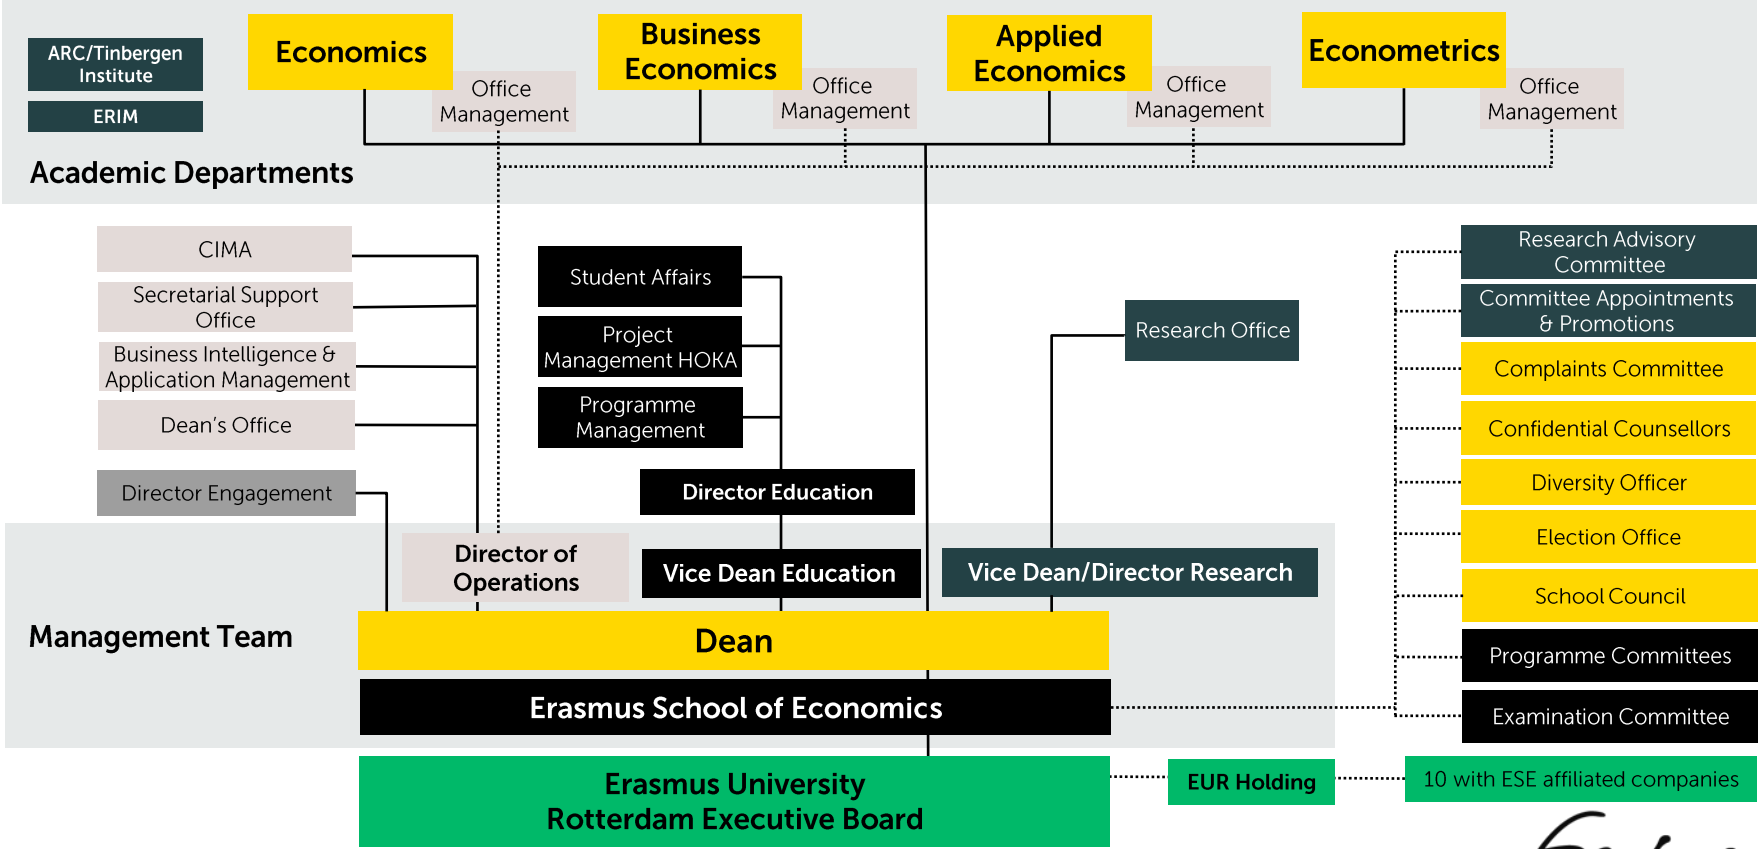 ARC/Tinbergen
Institute
ERIM
Economics
Office
Management
Business
Economics
Office
Management
Applied
Economics
Office
Management
Econometrics
Office
Management
Academic Departments
CIMA
Secretarial Support
Office
Business Intelligence &
Application Management
Dean's Office
Director Engagement
Student Affairs
Project
Management HOKA
Programme
Management
Director Education
Research Office
Research Advisory
Committee
Committee Appointments
& Promotions
Complaints Committee
Confidential Counsellors
Diversity Officer
Election Office
School Council
Programme Committees
Examination Committee
Management Team
Director of
Operations
Vice Dean Education
Vice Dean/Director Research
Dean
Erasmus School of Economics
Erasmus University
Rotterdam Executive Board
EUR Holding
10 with ESE affiliated companies